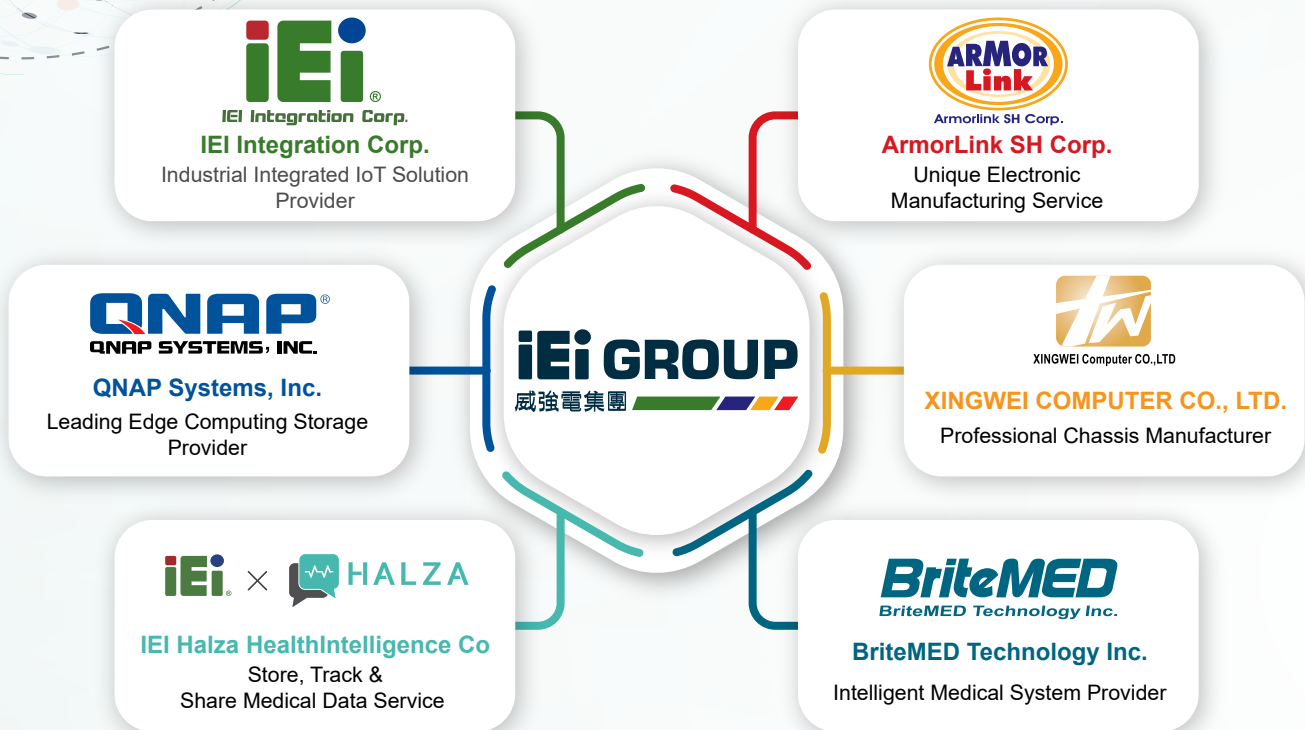 iEi®
IEI Integration Corp.
IEI Integration Corp.
Industrial Integrated IoT Solution
Provider
ARMOR
Link
Armorlink SH Corp.
ArmorLink SH Corp.
Unique Electronic
Manufacturing Service
QNAP®
QNAP SYSTEMS, INC.
QNAP Systems, Inc.
Leading Edge Computing Storage
Provider
iEi GROUP
威強電集團
TW
XINGWEI Computer CO.,LTD
XINGWEI COMPUTER CO., LTD.
Professional Chassis Manufacturer
iEi® × HALZA
IEI Halza HealthIntelligence Co
Store, Track &
Share Medical Data Service
BriteMED
BriteMED Technology Inc.
BriteMED Technology Inc.
Intelligent Medical System Provider